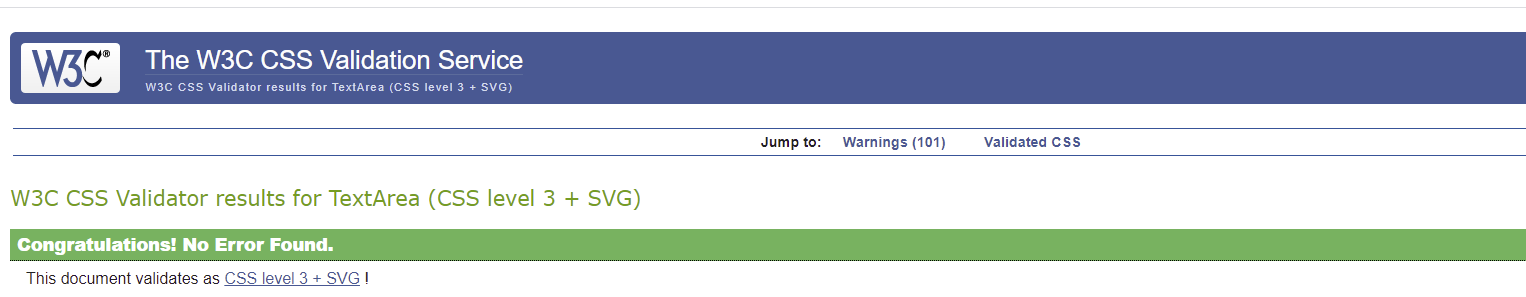 W3C®
The W3C CSS Validation Service
W3C CSS Validator results for TextArea (CSS level 3 + SVG)
Jump to: Warnings (101) Validated CSS
W3C CSS Validator results for TextArea (CSS level 3 + SVG)
Congratulations! No Error Found.
This document validates as CSS level 3 + SVG !